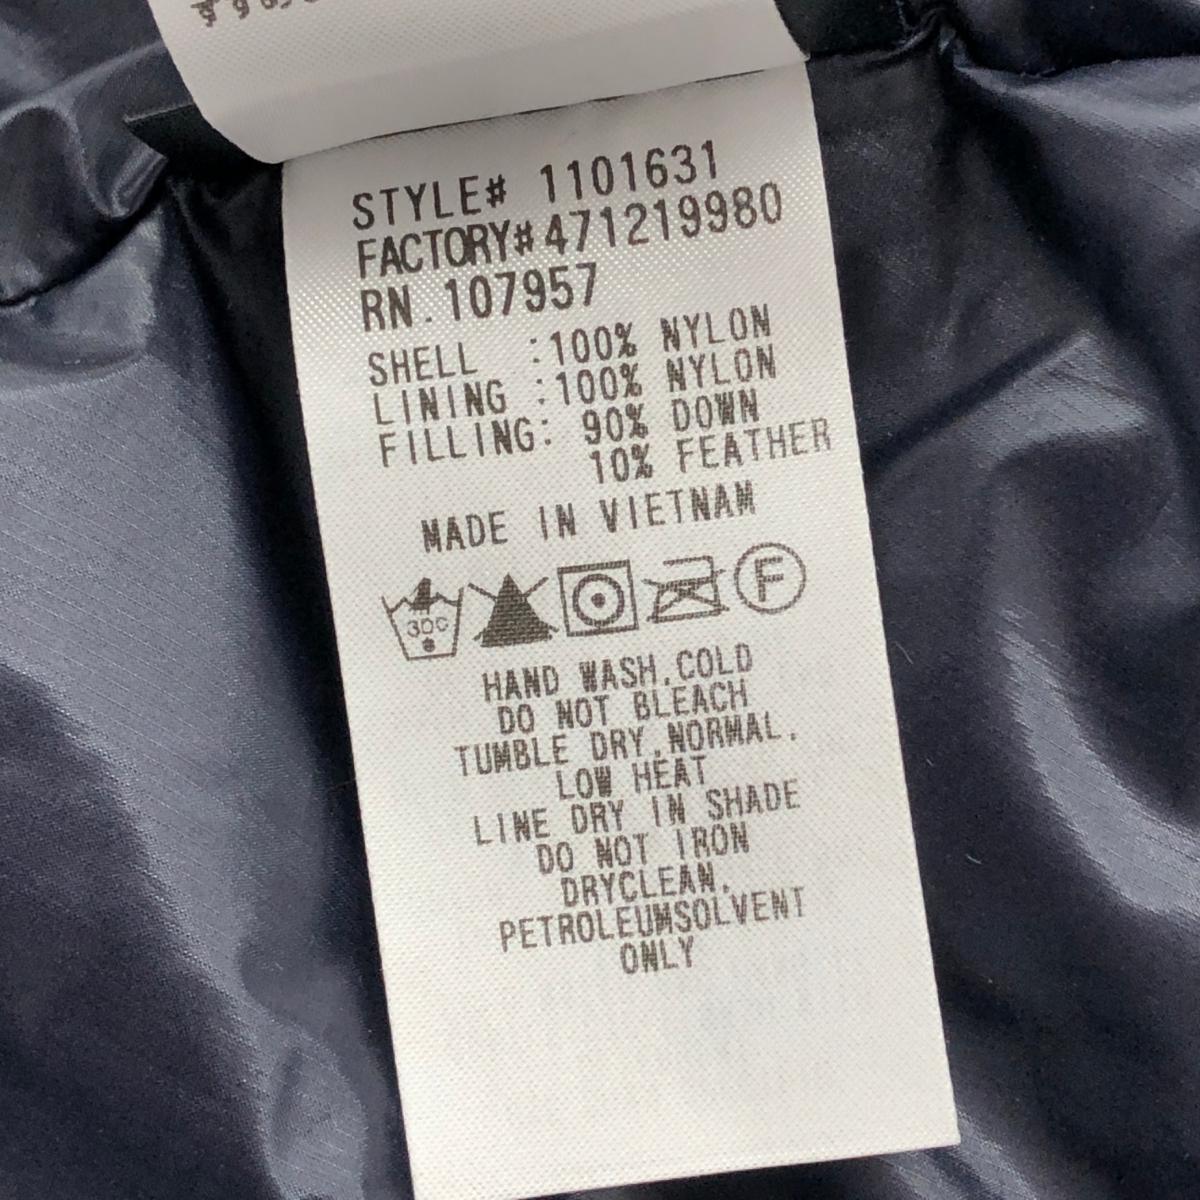 STYLE# 1101631
FACTORY#471219980
RN.107957
SHELL :100% NYLON
LINING :100% NYLON
FILLING: 90% DOWN
10% FEATHER
MADE IN VIETNAM
30C F
HAND WASH.COLD
DO NOT BLEACH
TUMBLE DRY.NORMAL.
LOW HEAT
LINE DRY IN SHADE
DO NOT IRON
DRYCLEAN.
PETROLEUMSOLVENT
ONLY